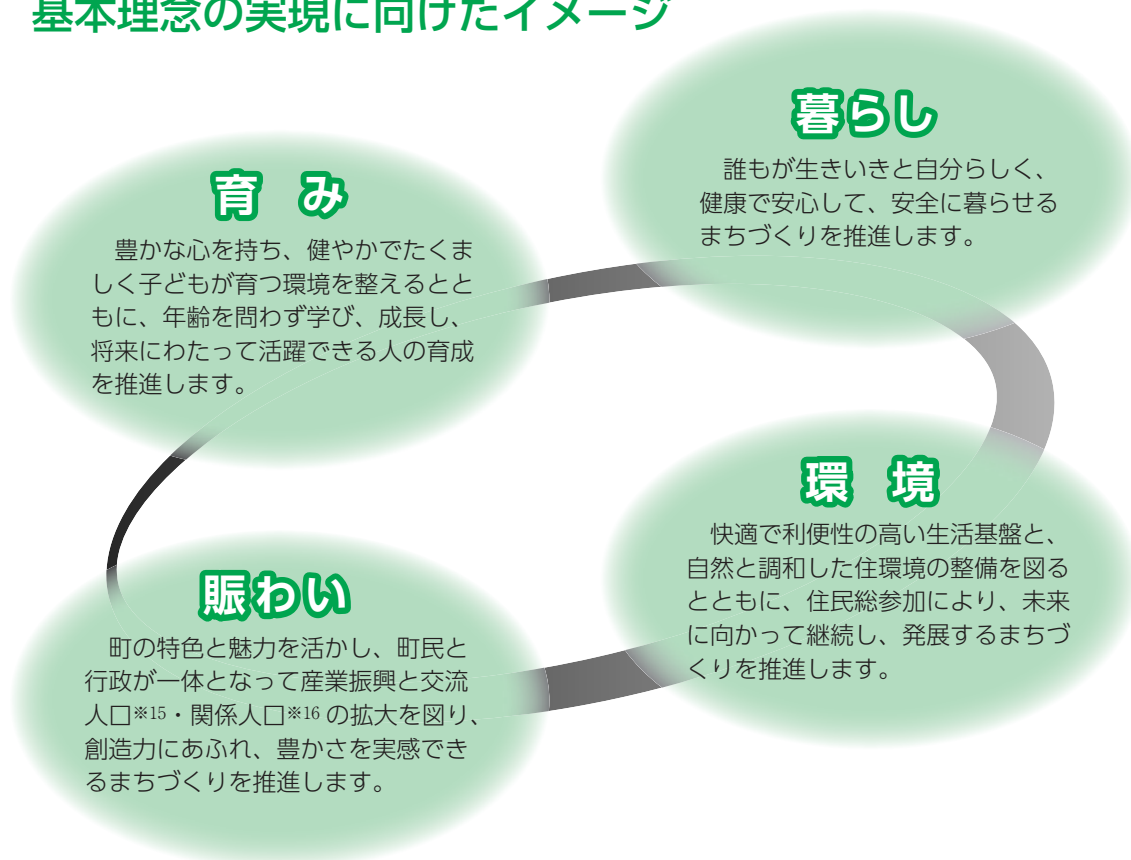 基本理念の実現に向けたイメージ
暮らし
誰もが生きいきと自分らしく、
健康で安心して、安全に暮らせる
まちづくりを推進します。
育 み
豊かな心を持ち、健やかでたくま
しく子どもが育つ環境を整えるとと
もに、年齢を問わず学び、成長し、
将来にわたって活躍できる人の育成
を推進します。
環 境
快適で利便性の高い生活基盤と、
自然と調和した住環境の整備を図る
とともに、住民総参加により、未来
に向かって継続し、発展するまちづ
くりを推進します。
賑わい
町の特色と魅力を活かし、町民と
行政が一体となって産業振興と交流
人口※15・関係人口※16 の拡大を図り、
創造力にあふれ、豊かさを実感でき
るまちづくりを推進します。